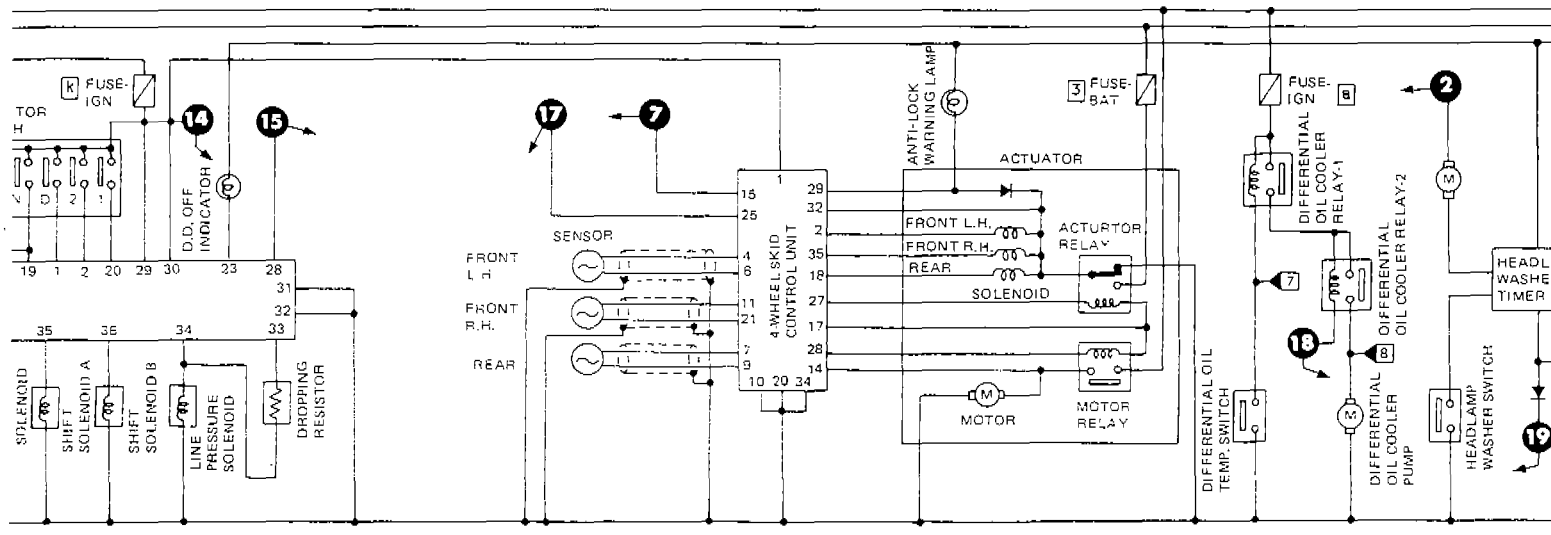 k FUSE-
IGN
TOR
H
N D 2 1
14
15
D.D. OFF
INDICATOR
19 1 2 20 29 30 23 28
31
32
35 36 34 33
SOLENOID
SHIFT
SOLENOID A
SHIFT
SOLENOID B
LINE
PRESSURE
SOLENOID
DROPPING
RESISTOR
17
7
SENSOR
FRONT
L.H
FRONT
R.H.
REAR
1
15
25
4
6
11
21
7
9
10 20 34
4-WHEEL SKID
CONTROL UNIT
29
32
2
35
18
27
17
28
14
ANTI-LOCK
WARNING LAMP
ACTUATOR
FRONT L.H.
FRONT R.H.
REAR
SOLENOID
ACTURTOR
RELAY
M
MOTOR
MOTOR
RELAY
3 FUSE-
BAT
FUSE-
IGN 8
DIFFERENTIAL
OIL COOLER
RELAY-1
DIFFERENTIAL
OIL COOLER RELAY-2
7
18
8
DIFFERENTIAL OIL
TEMP. SWITCH
M
DIFFERENTIAL
OIL COOLER
PUMP
2
M
HEADL
WASHE
TIMER
HEADLAMP
WASHER SWITCH
19